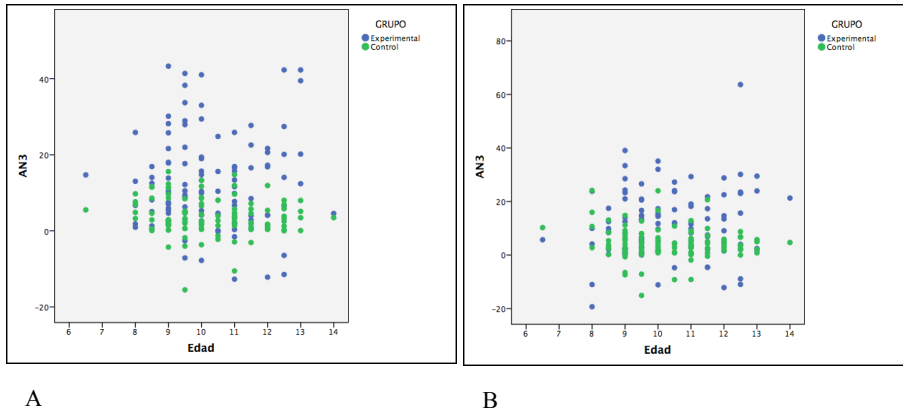 GRUPO
Experimental
Control
40
20
0
-20
AN3
6 7 8 9 10 11 12 13 14
Edad
GRUPO
Experimental
Control
80
60
40
20
0
-20
AN3
6 7 8 9 10 11 12 13 14
Edad
A
B